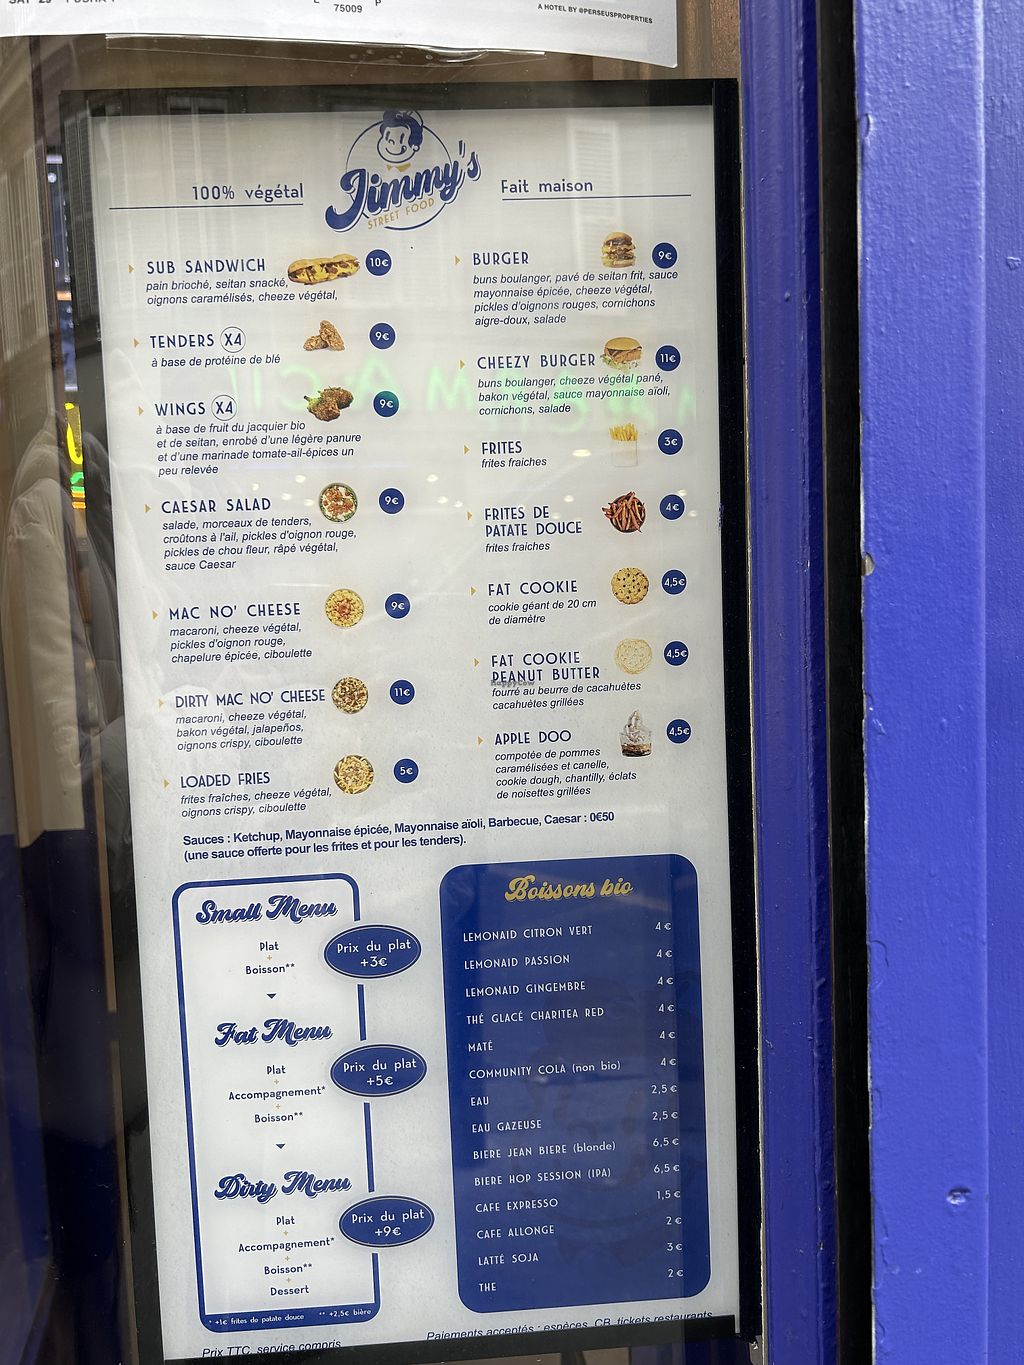 75009
A HOTEL BY @PERSEUSPROPERTIES
100% végétal
Jimmy's
STREET FOOD
Fait maison
SUB SANDWICH 10€
pain brioché, seitan snacké,
oignons caramélisés, cheeze végétal,
TENDERS X4 9€
à base de protéine de blé
WINGS X4 9€
à base de fruit du jacquier bio
et de seitan, enrobé d'une légère panure
et d'une marinade tomate-ail-épices un
peu relevée
CAESAR SALAD 9€
salade, morceaux de tenders,
croûtons à l'ail, pickles d'oignon rouge,
pickles de chou fleur, râpé végétal,
sauce Caesar
MAC NO' CHEESE 9€
macaroni, cheeze végétal,
pickles d'oignon rouge,
chapelure épicée, ciboulette
DIRTY MAC NO' CHEESE 11€
macaroni, cheeze végétal,
bakon végétal, jalapeños,
oignons crispy, ciboulette
LOADED FRIES 5€
frites fraîches, cheeze végétal,
oignons crispy, ciboulette
BURGER 9€
buns boulanger, pavé de seitan frit, sauce
mayonnaise épicée, cheeze végétal,
pickles d'oignons rouges, cornichons
aigre-doux, salade
CHEEZY BURGER 11€
buns boulanger, cheeze végétal pané,
bakon végétal, sauce mayonnaise aïoli,
cornichons, salade
FRITES 3€
frites fraiches
FRITES DE
PATATE DOUCE 4€
frites fraiches
FAT COOKIE 4,5€
cookie géant de 20 cm
de diamètre
FAT COOKIE 4,5€
PEANUT BUTTER
HappyCow
fourré au beurre de cacahuètes
cacahuètes grillées
APPLE DOO 4,5€
compotée de pommes
caramélisées et canelle,
cookie dough, chantilly, éclats
de noisettes grillées
Sauces : Ketchup, Mayonnaise épicée, Mayonnaise aïoli, Barbecue, Caesar : 0€50
(une sauce offerte pour les frites et pour les tenders).
Small Menu
Plat
+
Boisson**
Prix du plat
+3€
Fat Menu
Plat
+
Accompagnement*
+
Boisson**
Prix du plat
+5€
Dirty Menu
Plat
+
Accompagnement*
+
Boisson**
+
Dessert
Prix du plat
+9€
* +1€ frites de patate douce ** +2,5€ bière
Boissons bio
LEMONAID CITRON VERT 4 €
LEMONAID PASSION 4 €
LEMONAID GINGEMBRE 4 €
THÉ GLACÉ CHARITEA RED 4 €
MATÉ 4 €
COMMUNITY COLA (non bio) 4 €
EAU 2,5 €
EAU GAZEUSE 2,5 €
BIERE JEAN BIERE (blonde) 6,5 €
BIERE HOP SESSION (IPA) 6,5 €
CAFE EXPRESSO 1,5 €
CAFE ALLONGE 2 €
LATTÉ SOJA 3 €
THE 2 €
Prix TTC, service compris
Paiements acceptés : espèces, CB, tickets restaurants